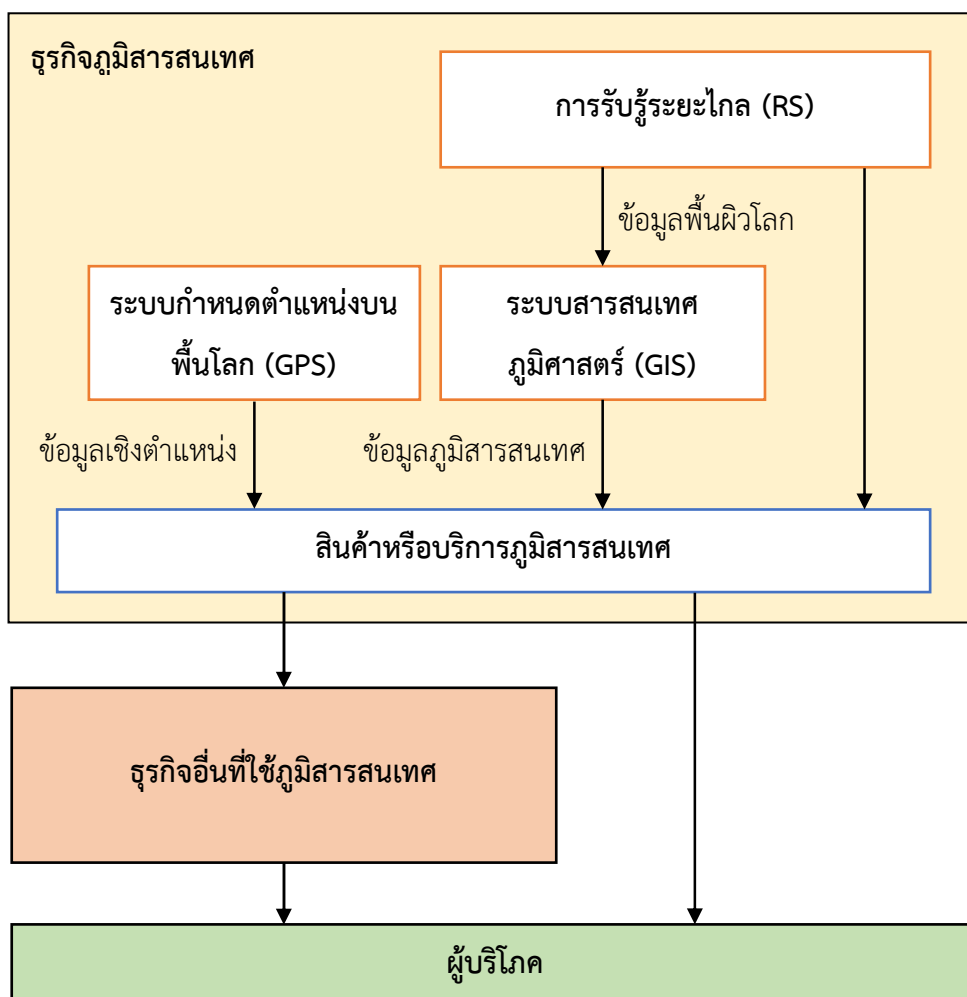 ธุรกิจภูมิสารสนเทศ
การรับรู้ระยะไกล (RS)
ข้อมูลพื้นผิวโลก
ระบบกำหนดตำแหน่งบน
พื้นโลก (GPS)
ระบบสารสนเทศ
ภูมิศาสตร์ (GIS)
ข้อมูลเชิงตำแหน่ง
ข้อมูลภูมิสารสนเทศ
สินค้าหรือบริการภูมิสารสนเทศ
ธุรกิจอื่นที่ใช้ภูมิสารสนเทศ
ผู้บริโภค